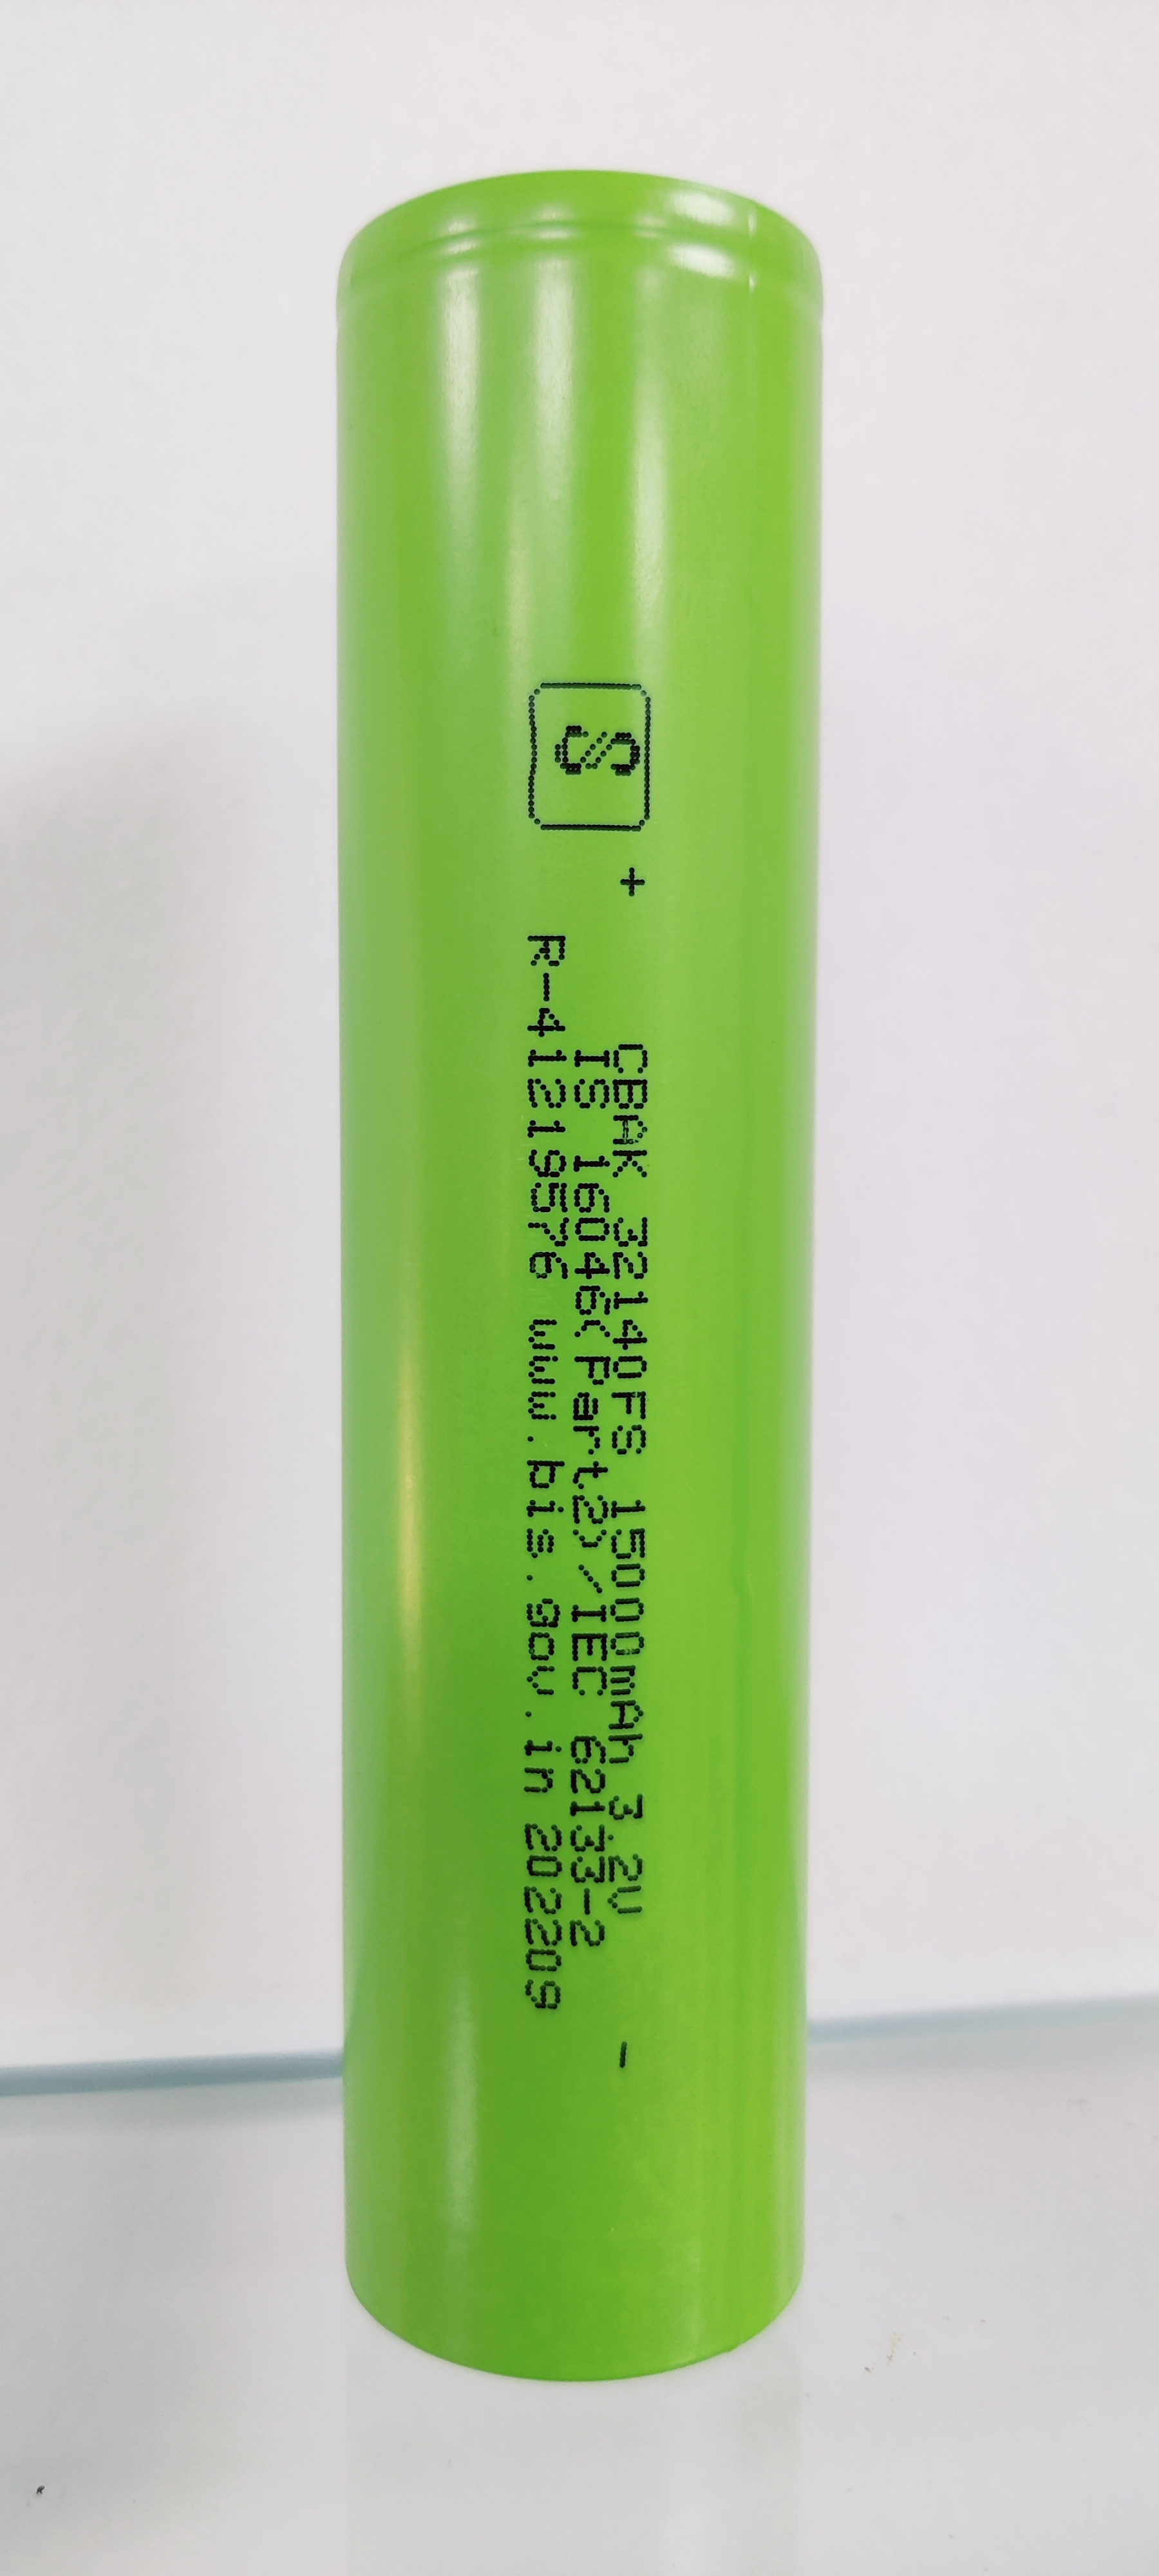 S
+ CBAK 32140FS 15000mAh 3.2V -
IS 16046(Part2)/IEC 62133-2
R-41219576 www.bis.gov.in 202209